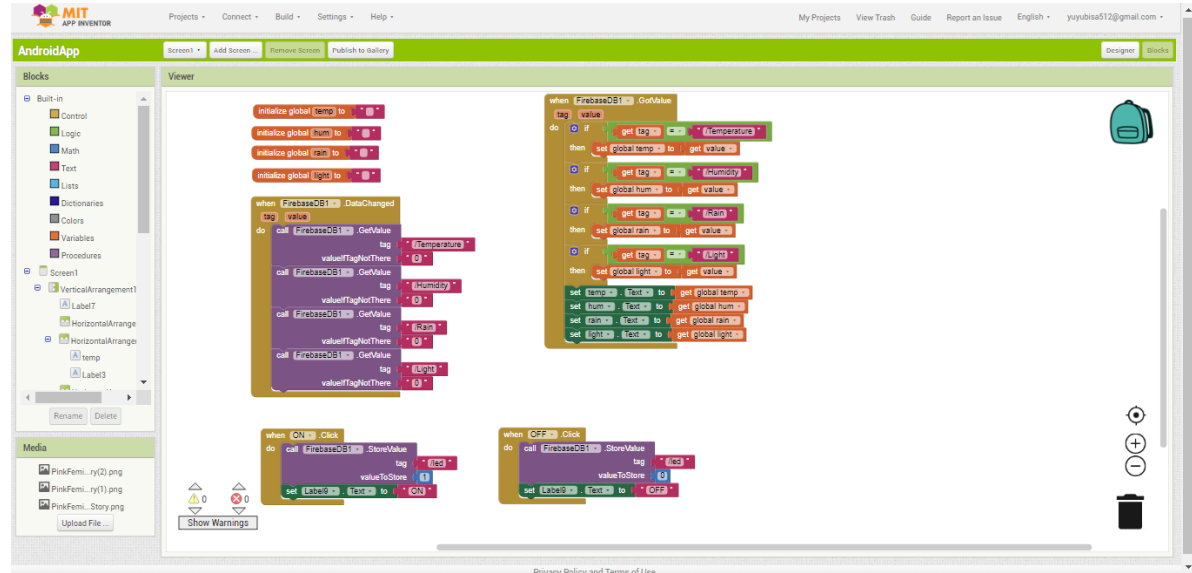 MIT
APP INVENTOR
Projects Connect Build Settings Help
My Projects View Trash Guide Report an Issue English yuyubisa512@gmail.com
AndroidApp
Screen1 Add Screen ... Remove Screen Publish to Gallery
Designer Blocks
Blocks
Viewer
Built-in
Control
Logic
Math
Text
Lists
Dictionaries
Colors
Variables
Procedures
Screen1
VerticalArrangement1
Label7
HorizontalArrange
HorizontalArranger
temp
Label3
Rename Delete
Media
PinkFemi...ry(2).png
PinkFemi...ry(1).png
PinkFemi...Story.png
Upload File ...
initialize global temp to " "
initialize global hum to " "
initialize global rain to " "
initialize global light to " "
when FirebaseDB1 .DataChanged
tag value
do call FirebaseDB1 .GetValue
tag " /Temperature "
valueIfTagNotThere " 0 "
call FirebaseDB1 .GetValue
tag " /Humidity "
valueIfTagNotThere " 0 "
call FirebaseDB1 .GetValue
tag " /Rain "
valueIfTagNotThere " 0 "
call FirebaseDB1 .GetValue
tag " /Light "
valueIfTagNotThere " 0 "
when FirebaseDB1 .GotValue
tag value
do if get tag = " /Temperature "
then set global temp to get value
if get tag = " /Humidity "
then set global hum to get value
if get tag = " /Rain "
then set global rain to get value
if get tag = " /Light "
then set global light to get value
set temp . Text to get global temp
set hum . Text to get global hum
set rain . Text to get global rain
set light . Text to get global light
when ON .Click
do call FirebaseDB1 .StoreValue
tag " /led "
valueToStore 1
set Label9 . Text to " ON "
when OFF .Click
do call FirebaseDB1 .StoreValue
tag " /led "
valueToStore 0
set Label9 . Text to " OFF "
0 0
Show Warnings
Privacy Policy and Terms of Use